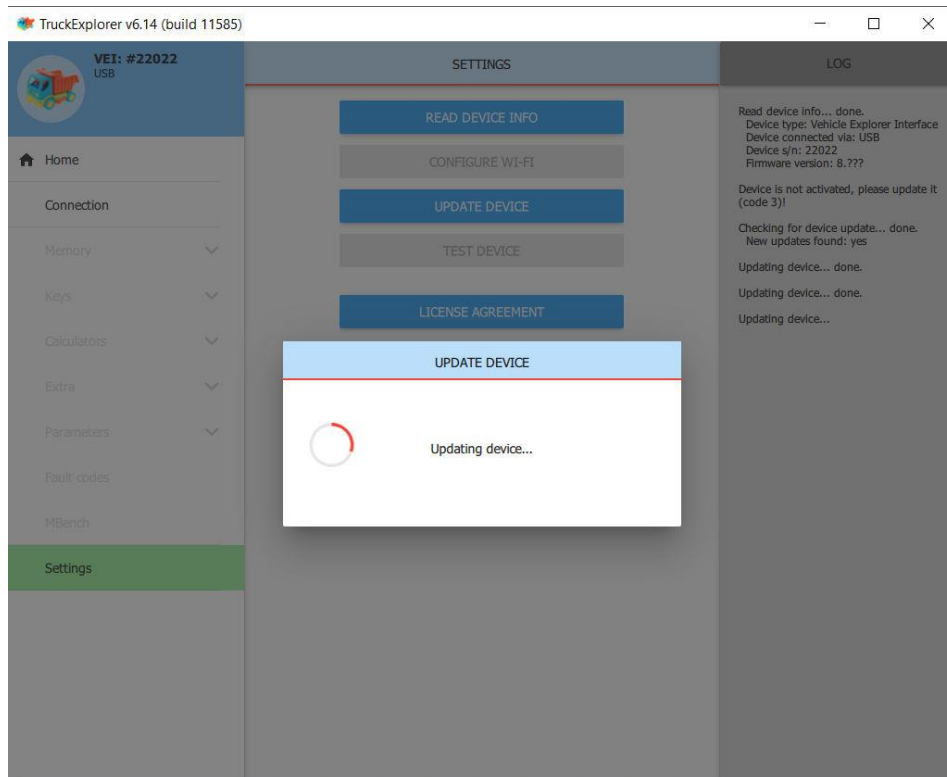 TruckExplorer v6.14 (build 11585)
VEI: #22022
USB
Home
Connection
Memory
Keys
Calculators
Extra
Parameters
Fault codes
MBench
Settings
SETTINGS
READ DEVICE INFO
CONFIGURE WI-FI
UPDATE DEVICE
TEST DEVICE
LICENSE AGREEMENT
UPDATE DEVICE
Updating device...
LOG
Read device info... done.
Device type: Vehicle Explorer Interface
Device connected via: USB
Device s/n: 22022
Firmware version: 8.???
Device is not activated, please update it
(code 3)!
Checking for device update... done.
New updates found: yes
Updating device... done.
Updating device... done.
Updating device...